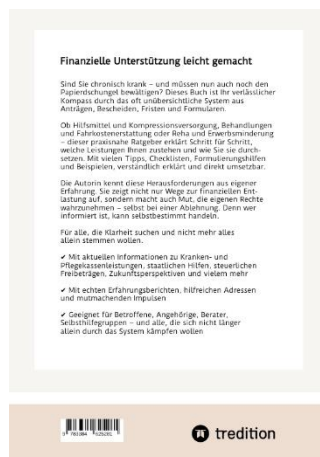 Finanzielle Unterstützung leicht gemacht
Sind Sie chronisch krank – und müssen nun auch noch den
Papierdschungel bewältigen? Dieses Buch ist Ihr verlässlicher
Kompass durch das oft unübersichtliche System aus
Anträgen, Bescheiden, Fristen und Formularen.
Ob Hilfsmittel und Kompressionsversorgung, Behandlungen
und Fahrkostenerstattung oder Reha und Erwerbsminderung
– dieser praxisnahe Ratgeber erklärt Schritt für Schritt,
welche Leistungen Ihnen zustehen und wie Sie sie durch-
setzen. Mit vielen Tipps, Checklisten, Formulierungshilfen
und Beispielen, verständlich erklärt und direkt umsetzbar.
Die Autorin kennt diese Herausforderungen aus eigener
Erfahrung. Sie zeigt nicht nur Wege zur finanziellen Ent-
lastung auf, sondern macht auch Mut, die eigenen Rechte
wahrzunehmen – selbst bei einer Ablehnung. Denn wer
informiert ist, kann selbstbestimmt handeln.
Für alle, die Klarheit suchen und nicht mehr alles
allein stemmen wollen.
✔ Mit aktuellen Informationen zu Kranken- und
Pflegekassenleistungen, staatlichen Hilfen, steuerlichen
Freibeträgen, Zukunftsperspektiven und vielem mehr
✔ Mit echten Erfahrungsberichten, hilfreichen Adressen
und mutmachenden Impulsen
✔ Geeignet für Betroffene, Angehörige, Berater,
Selbsthilfegruppen – und alle, die sich nicht länger
allein durch das System kämpfen wollen
tredition